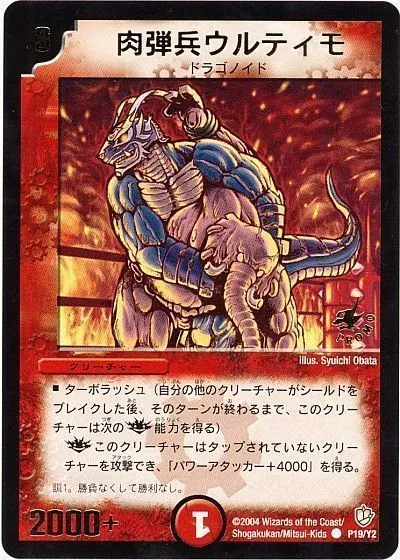 肉弾兵ウルティモ
ドラゴノイド
Illus. Syuichi Obata
クリーチャー
■ ターボラッシュ（自分の他のクリーチャーがシールドを
ブレイクした後、そのターンが終わるまで、このクリー
チャーは次の能力を得る）
このクリーチャーはタップされていないクリー
チャーを攻撃でき、「パワーアタッカー+4000」を得る。
訓1。勝負なくして勝利なし。
2000+
1
©2004 Wizards of the Coast/
Shogakukan/Mitsui-Kids ● P19/Y2